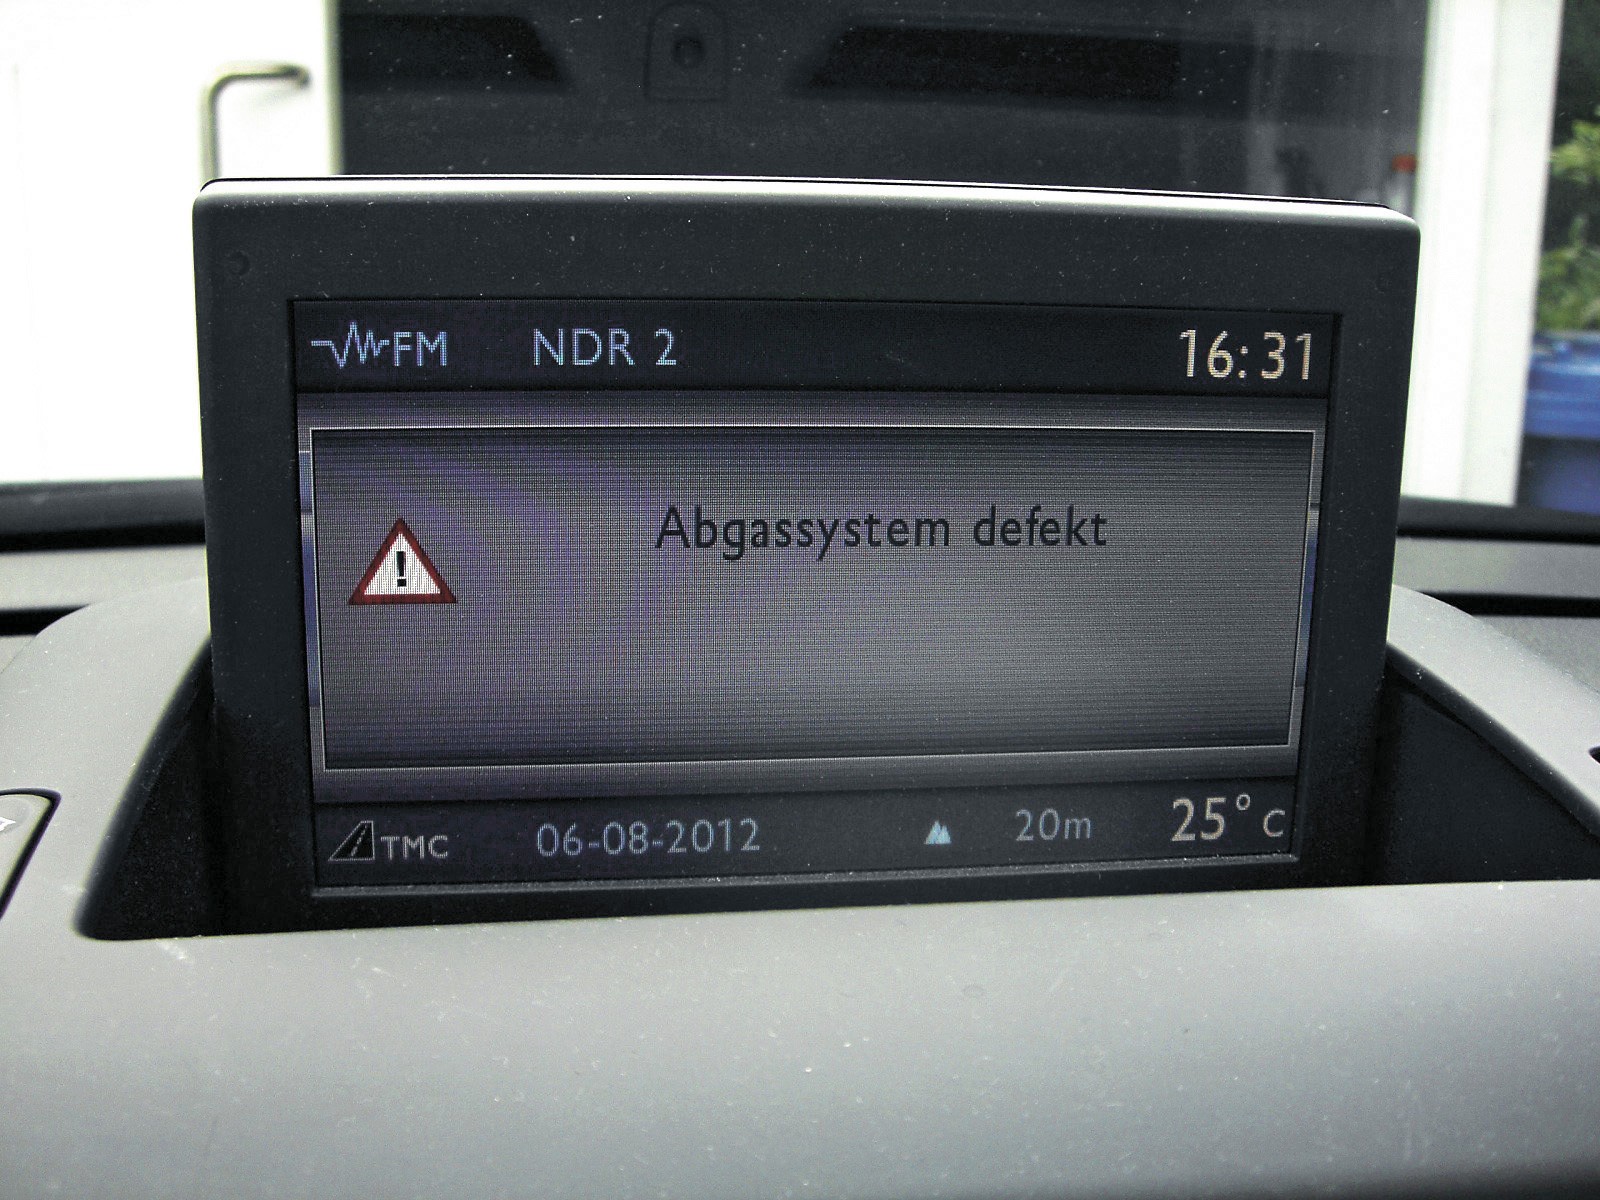 FM NDR 2 16:31
!
Abgassystem defekt
TMC 06-08-2012 20m 25° C